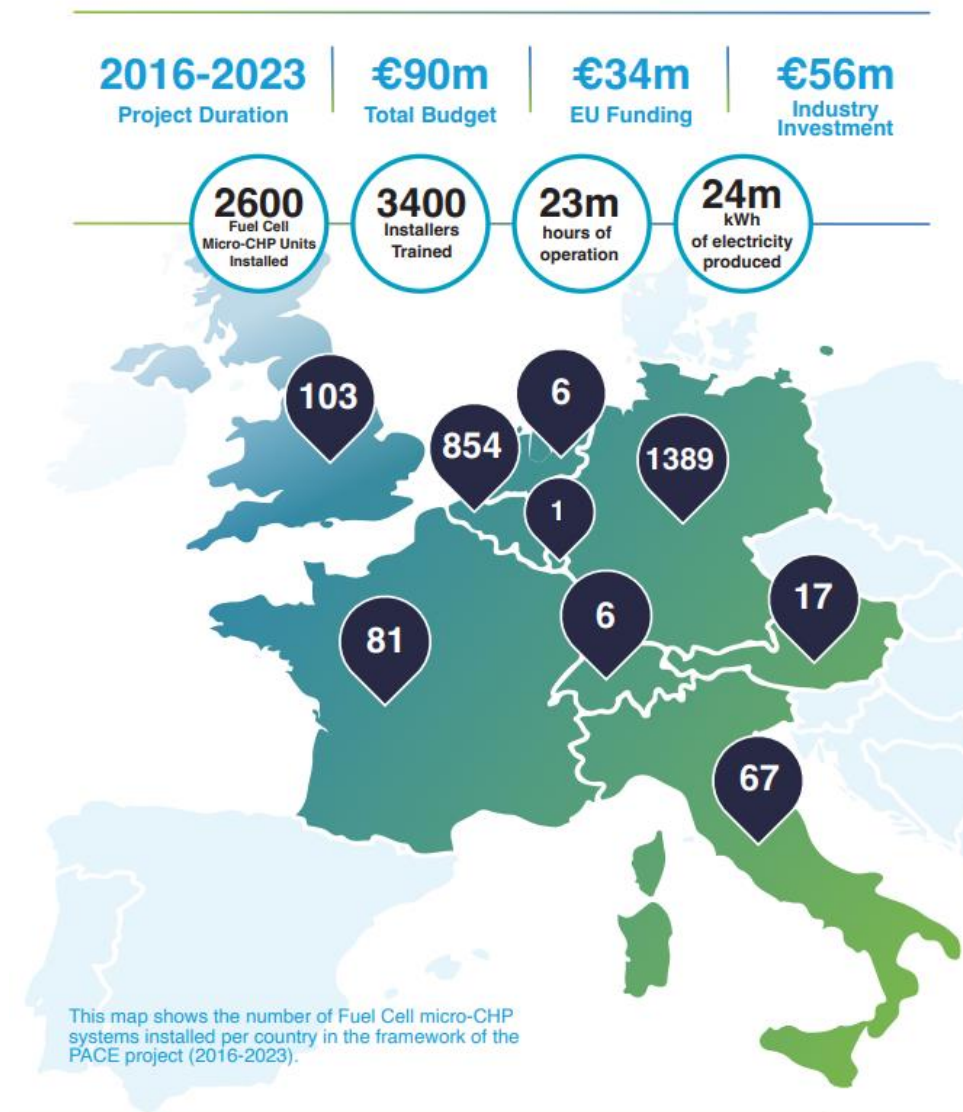 2016-2023
Project Duration
€90m
Total Budget
€34m
EU Funding
€56m
Industry
Investment
2600
Fuel Cell
Micro-CHP Units
Installed
3400
Installers
Trained
23m
hours of
operation
24m
kWh
of electricity
produced
103
6
854
1389
1
17
6
81
67
This map shows the number of Fuel Cell micro-CHP
systems installed per country in the framework of the
PACE project (2016-2023).